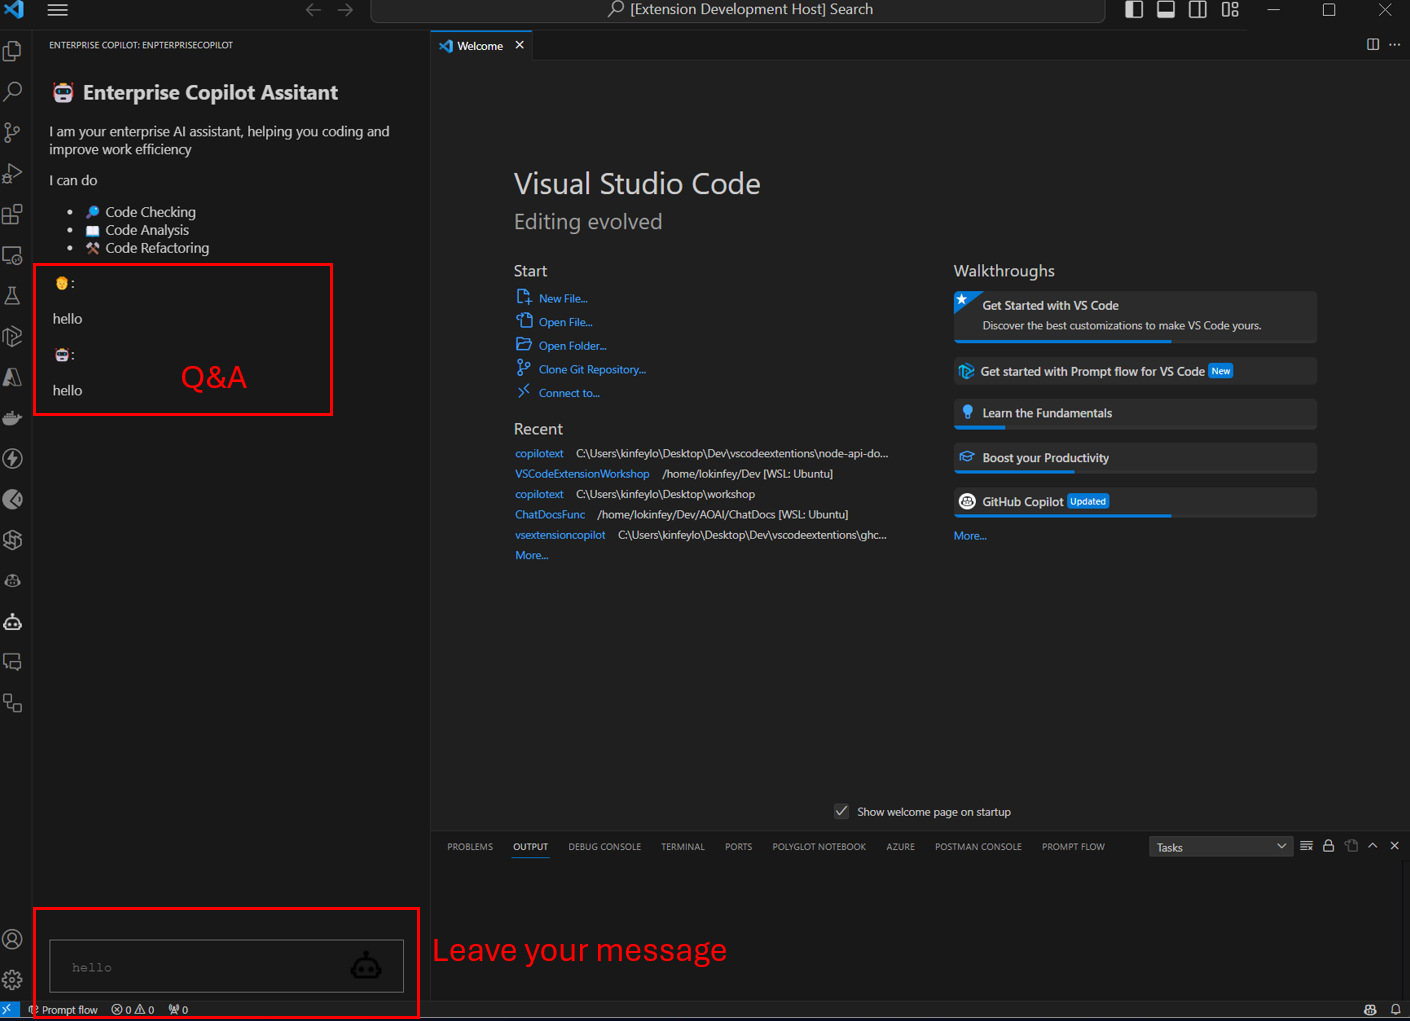 [Extension Development Host] Search
ENTERPRISE COPILOT: ENPTERPRISECOPILOT
Enterprise Copilot Assitant
I am your enterprise AI assistant, helping you coding and
improve work efficiency
I can do
Code Checking
Code Analysis
Code Refactoring
:
hello
:
hello
Q&A
hello
Leave your message
Welcome
Visual Studio Code
Editing evolved
Start
New File...
Open File...
Open Folder...
Clone Git Repository...
Connect to...
Recent
copilotext C:\Users\kinfeylo\Desktop\Dev\vscodeextentions\node-api-do...
VSCodeExtensionWorkshop /home/lokinfey/Dev [WSL: Ubuntu]
copilotext C:\Users\kinfeylo\Desktop\workshop
ChatDocsFunc /home/lokinfey/Dev/AOAI/ChatDocs [WSL: Ubuntu]
vsextensioncopilot C:\Users\kinfeylo\Desktop\Dev\vscodeextentions\ghc...
More...
Walkthroughs
Get Started with VS Code
Discover the best customizations to make VS Code yours.
Get started with Prompt flow for VS Code New
Learn the Fundamentals
Boost your Productivity
GitHub Copilot Updated
More...
Show welcome page on startup
PROBLEMS OUTPUT DEBUG CONSOLE TERMINAL PORTS POLYGLOT NOTEBOOK AZURE POSTMAN CONSOLE PROMPT FLOW Tasks
Prompt flow 0 0 0